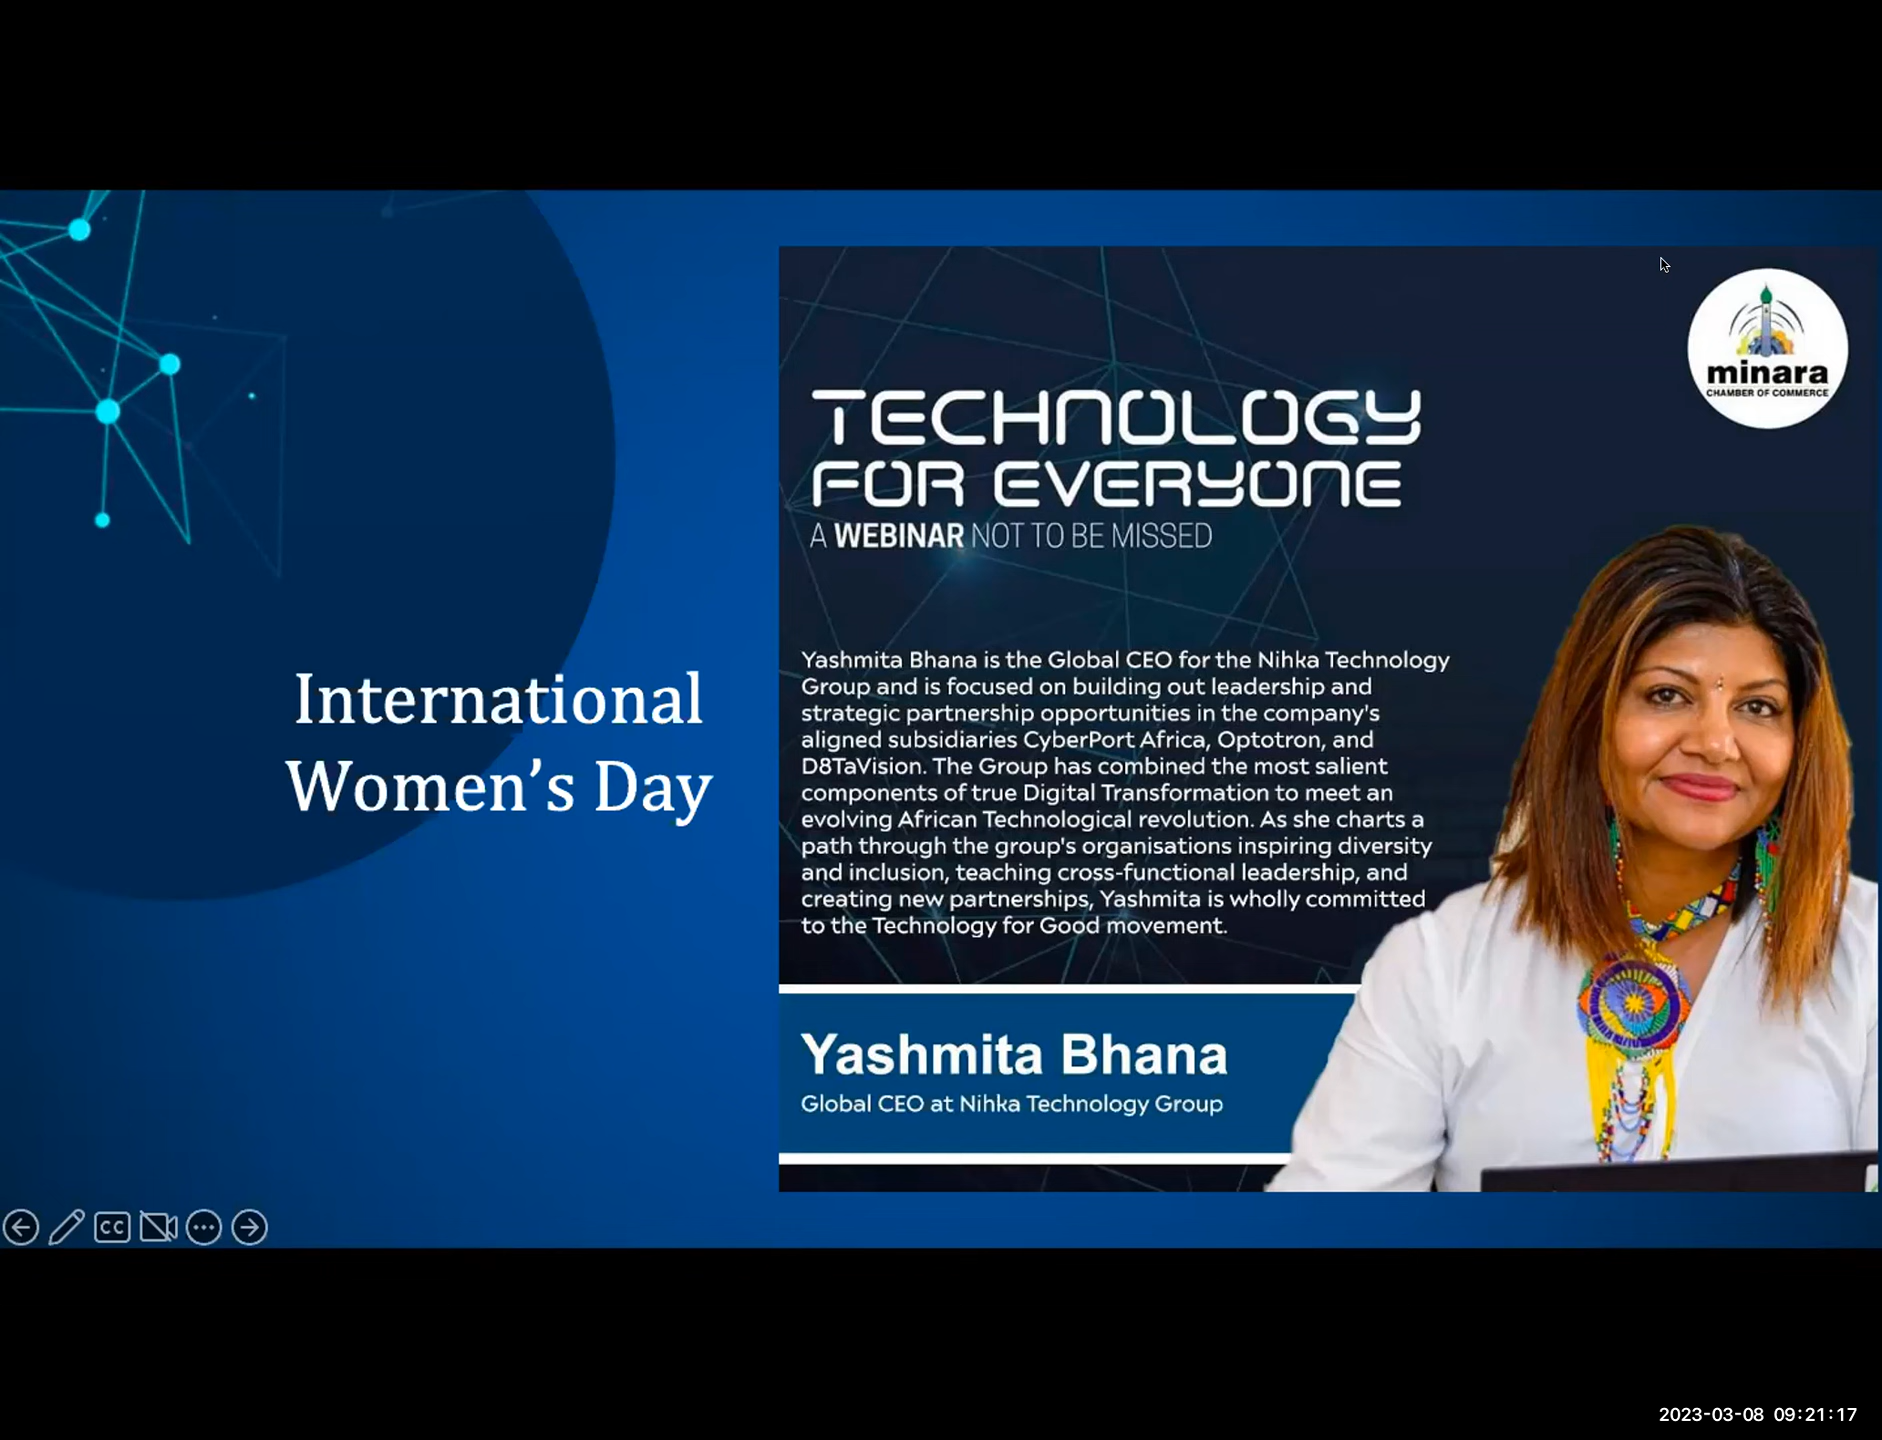 International
Women’s Day
minara
CHAMBER OF COMMERCE
TECHNOLOGY
FOR EVERYONE
A WEBINAR NOT TO BE MISSED
Yashmita Bhana is the Global CEO for the Nihka Technology
Group and is focused on building out leadership and
strategic partnership opportunities in the company's
aligned subsidiaries CyberPort Africa, Optotron, and
D8TaVision. The Group has combined the most salient
components of true Digital Transformation to meet an
evolving African Technological revolution. As she charts a
path through the group's organisations inspiring diversity
and inclusion, teaching cross-functional leadership, and
creating new partnerships, Yashmita is wholly committed
to the Technology for Good movement.
Yashmita Bhana
Global CEO at Nihka Technology Group
CC
2023-03-08 09:21:17